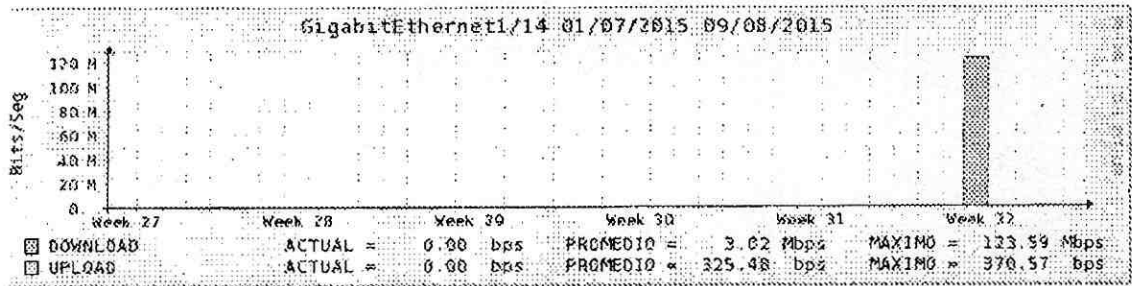 GigabitEthernet1/14 01/07/2015 09/08/2015
Bits/Seg
120 M
100 M
80 M
60 M
40 M
20 M
0.
Week 27 Week 28 Week 29 Week 30 Week 31 Week 32
DOWNLOAD ACTUAL = 0.00 bps PROMEDIO = 3.02 Mbps MAXIMO = 123.59 Mbps
UPLOAD ACTUAL = 0.00 bps PROMEDIO = 325.48 bps MAXIMO = 370.57 bps